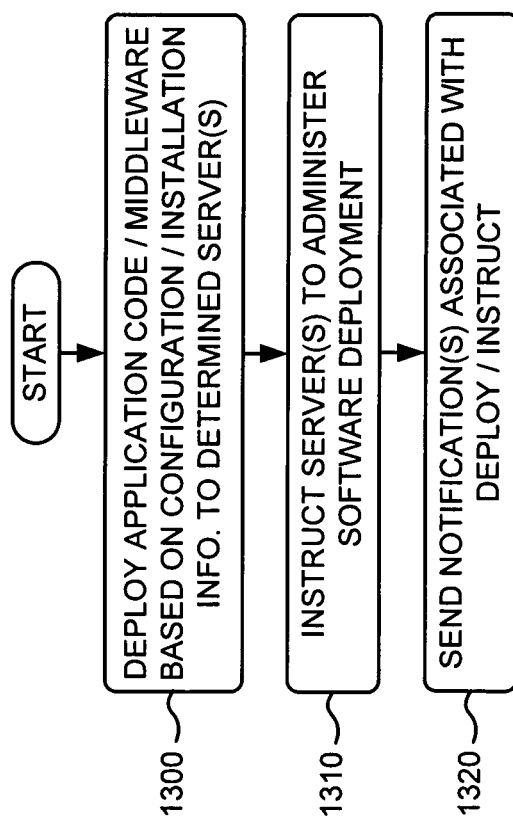 START
DEPLOY APPLICATION CODE / MIDDLEWARE
BASED ON CONFIGURATION / INSTALLATION
INFO. TO DETERMINED SERVER(S)
1300
INSTRUCT SERVER(S) TO ADMINISTER
SOFTWARE DEPLOYMENT
1310
SEND NOTIFICATION(S) ASSOCIATED WITH
DEPLOY / INSTRUCT
1320